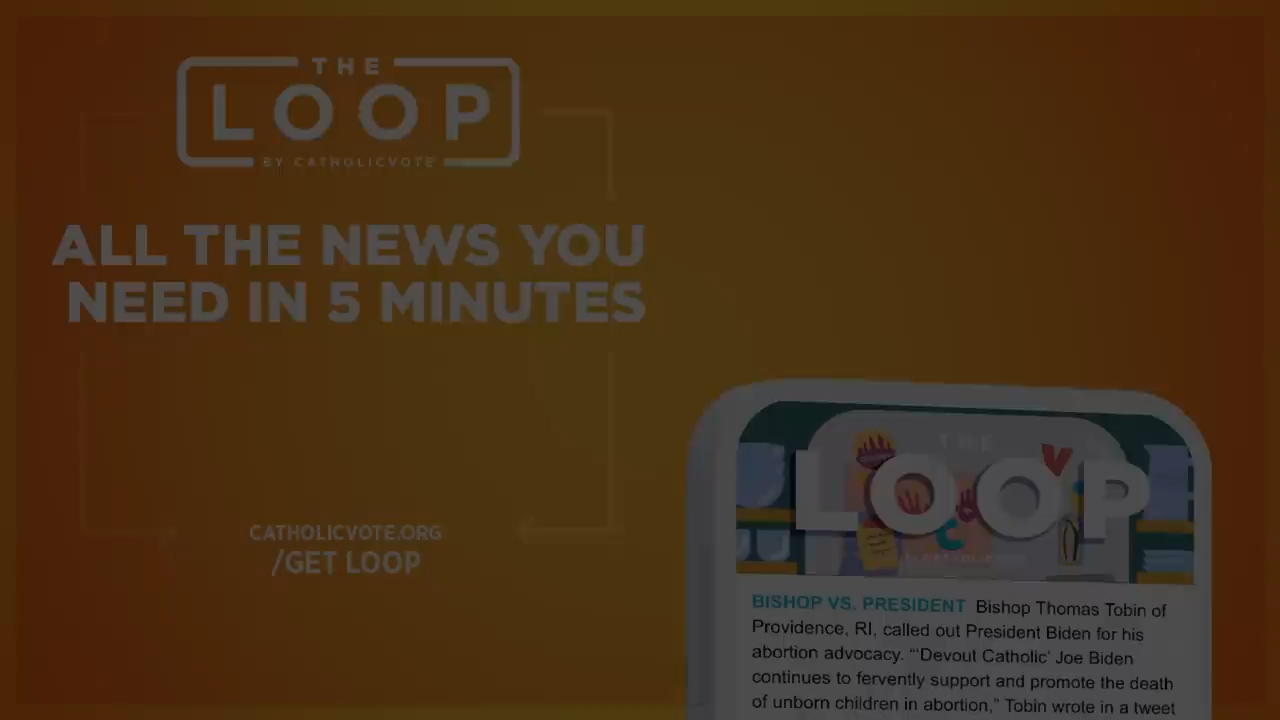 THE
LOOP
BY CATHOLICVOTE
ALL THE NEWS YOU
NEED IN 5 MINUTES
CATHOLICVOTE.ORG
/GET LOOP
THE
LOOP
BISHOP VS. PRESIDENT Bishop Thomas Tobin of
Providence, RI, called out President Biden for his
abortion advocacy. “‘Devout Catholic’ Joe Biden
continues to fervently support and promote the death
of unborn children in abortion,” Tobin wrote in a tweet